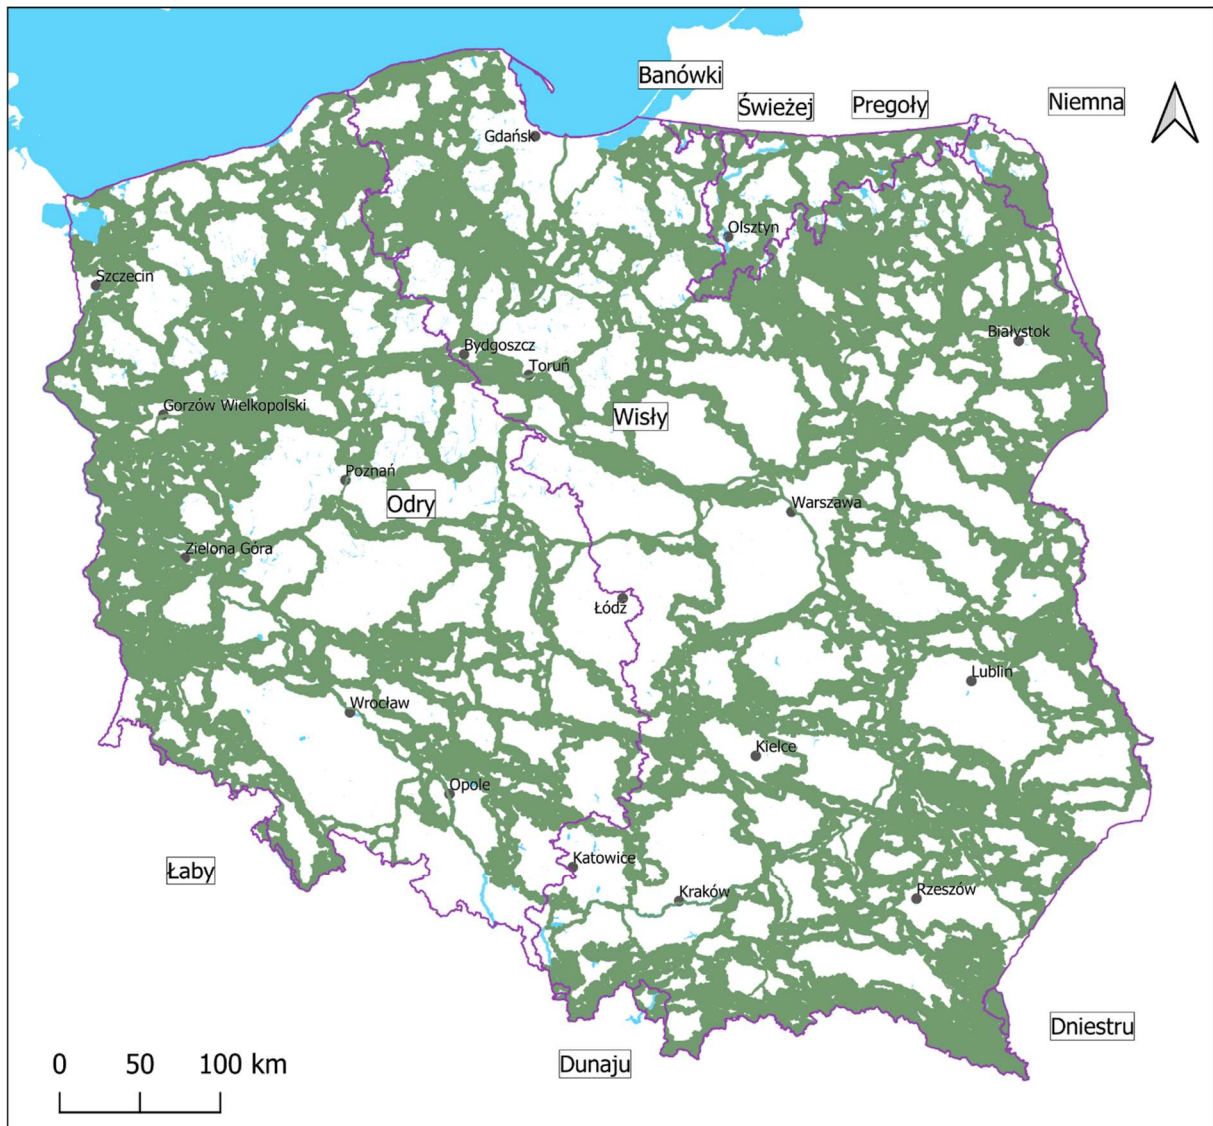 Banówki
Świeżej
Pregoły
Niemna
Gdańsk
Olsztyn
Szczecin
Białystok
Bydgoszcz
Toruń
Gorzów Wielkopolski
Wisły
Poznań
Odry
Warszawa
Zielona Góra
Łódź
Lublin
Wrocław
Kielce
Opole
Łaby
Katowice
Kraków
Rzeszów
Dniestru
Dunaju
0 50 100 km